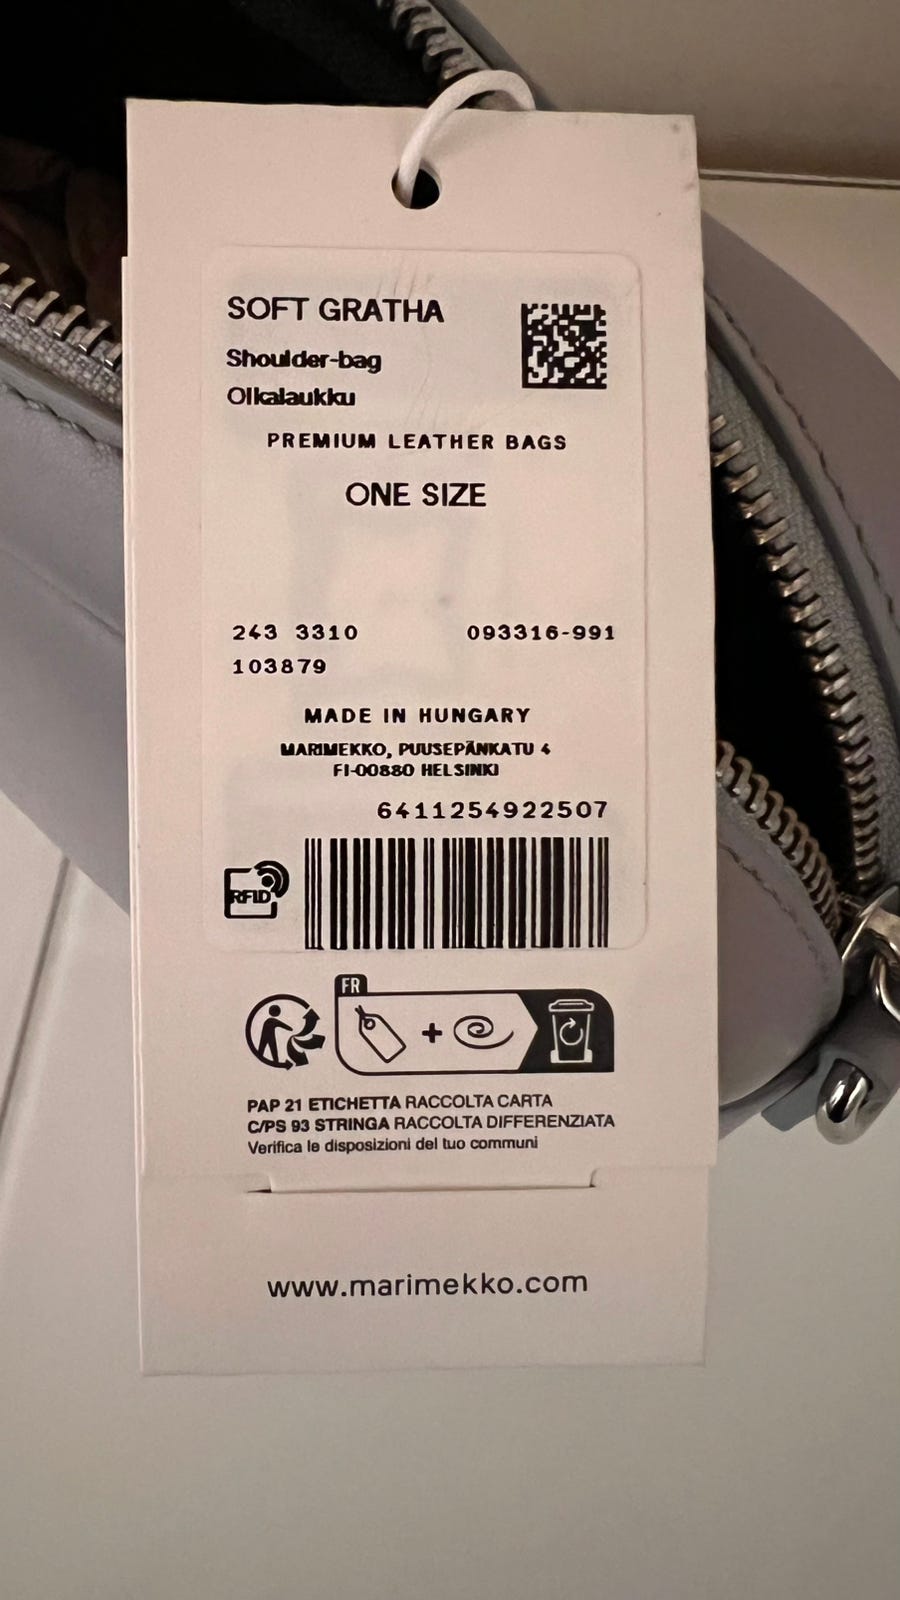 SOFT GRATHA
Shoulder-bag
Olkalaukku
PREMIUM LEATHER BAGS
ONE SIZE
243 3310 093316-991
103879
MADE IN HUNGARY
MARIMEKKO, PUUSEPÄNKATU 4
FI-00880 HELSINKI
6411254922507
RFID
FR
+
PAP 21 ETICHETTA RACCOLTA CARTA
C/PS 93 STRINGA RACCOLTA DIFFERENZIATA
Verifica le disposizioni del tuo communi
www.marimekko.com